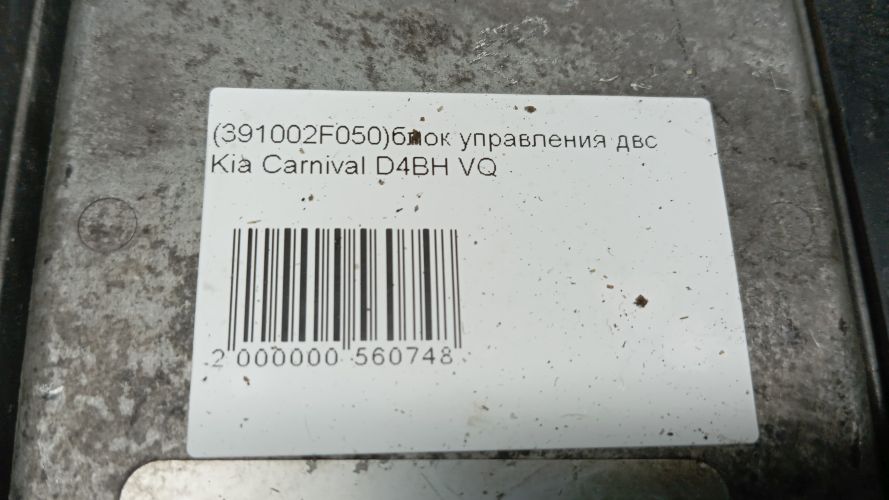 (391002F050)блок управления двс
Kia Carnival D4BH VQ
2 000000 560748